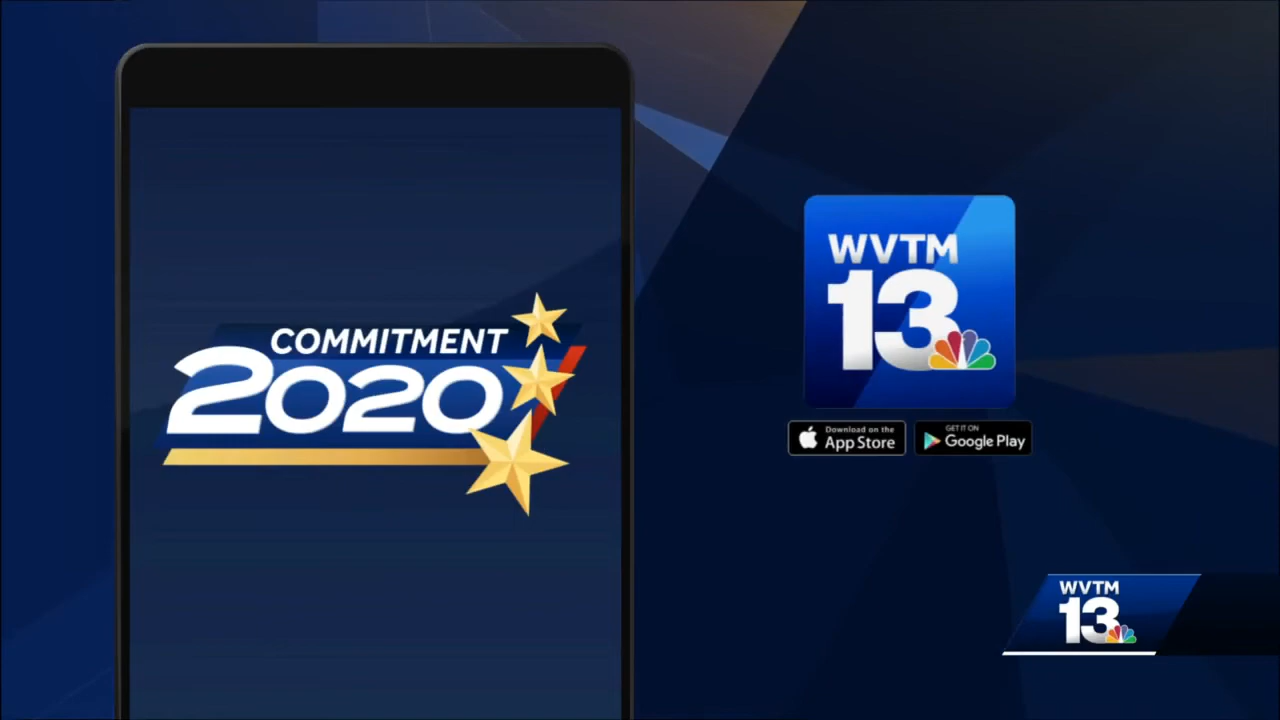 COMMITMENT
2020
WVTM
13
Download on the
App Store
GET IT ON
Google Play
WVTM
13